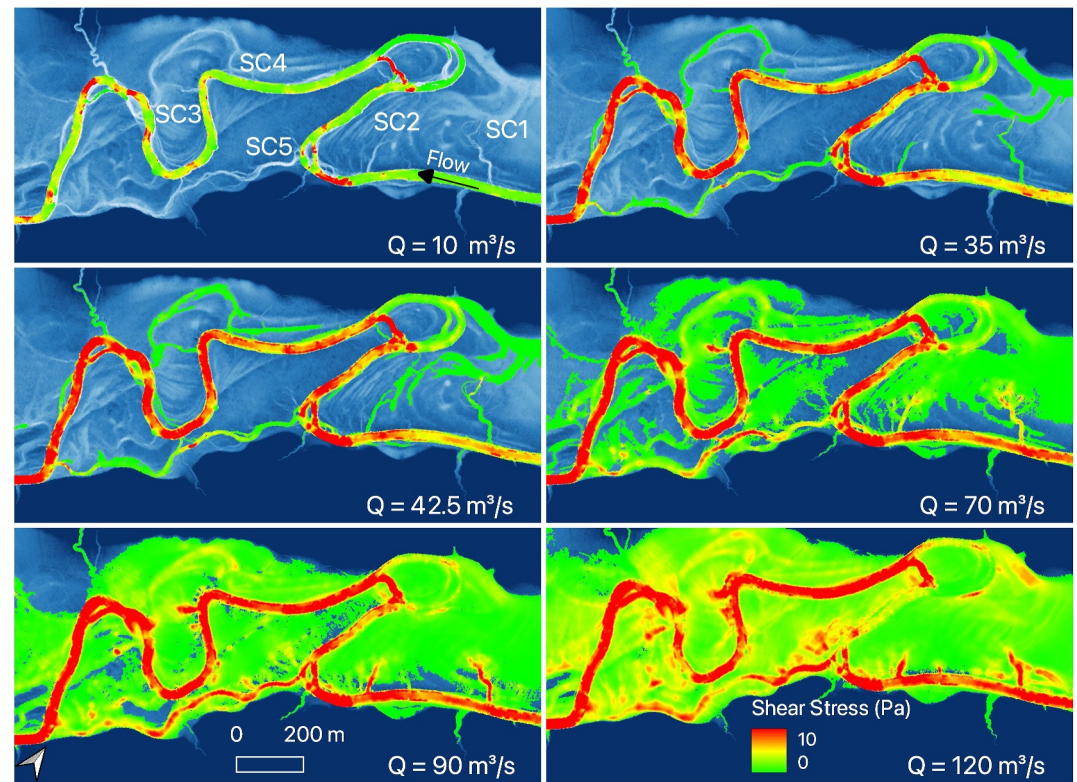 SC4
SC3
SC2
SC1
SC5
Flow
Q = 10 m³/s
Q = 35 m³/s
Q = 42.5 m³/s
Q = 70 m³/s
0 200 m
Q = 90 m³/s
Shear Stress (Pa)
10
0
Q = 120 m³/s